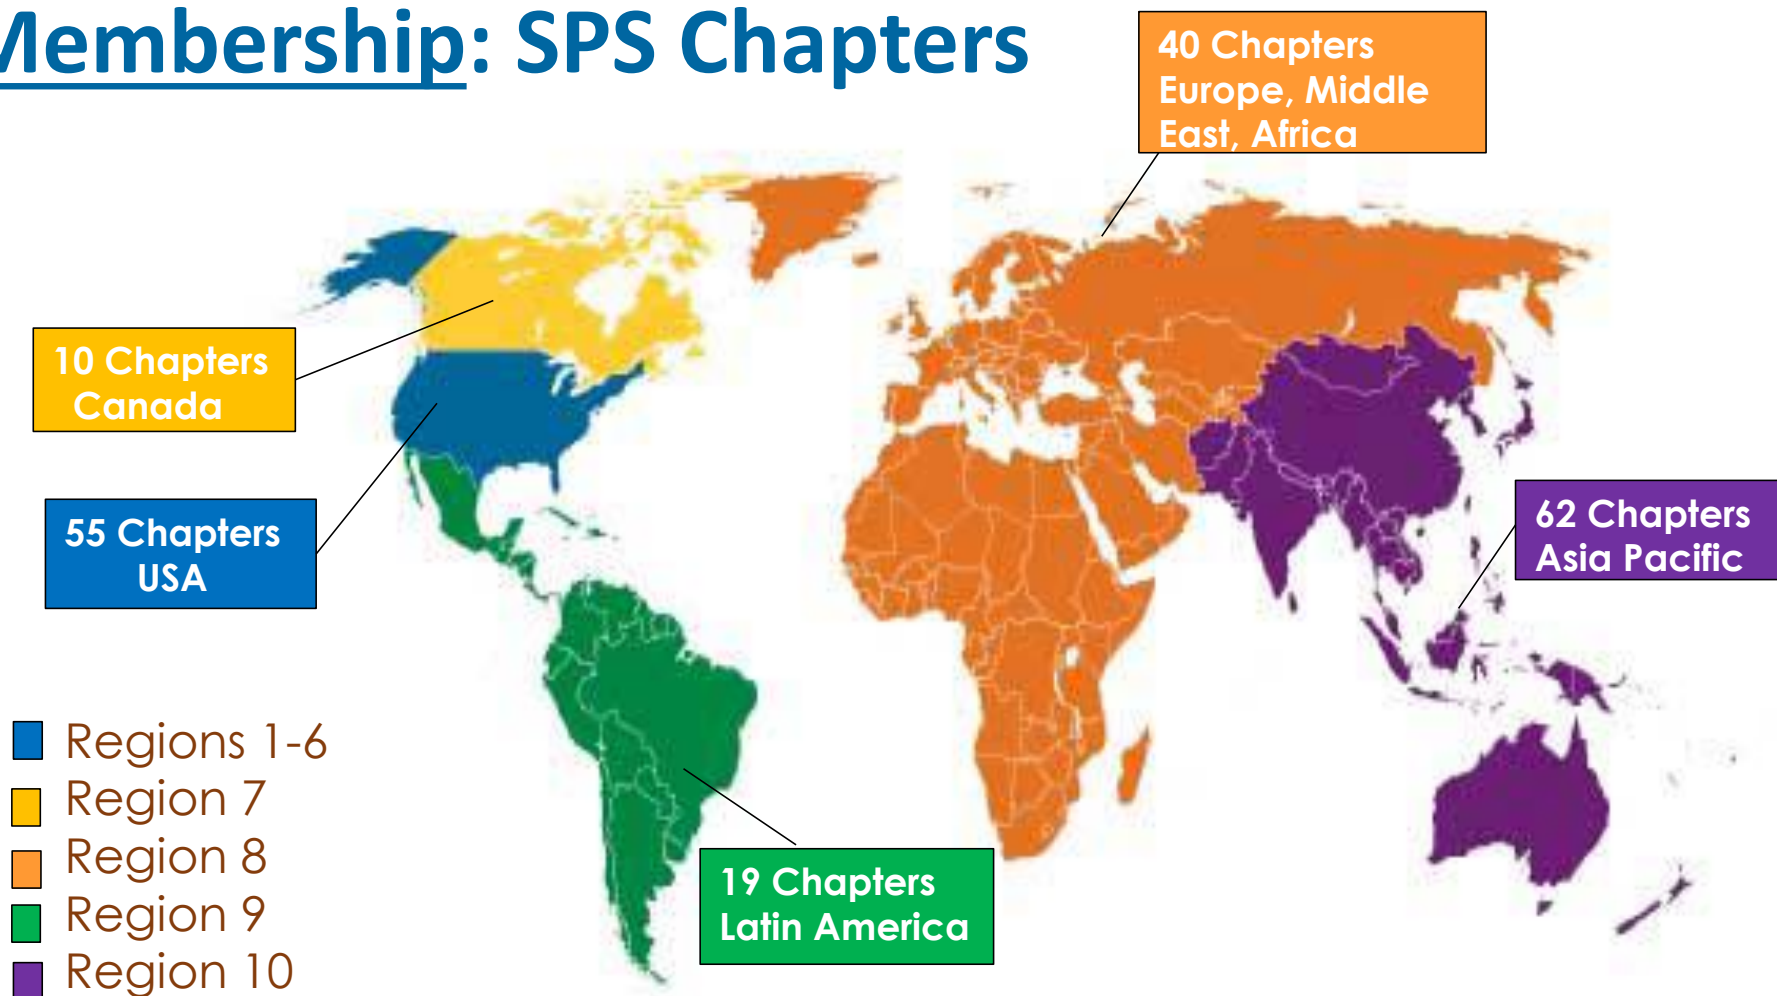 Membership: SPS Chapters
40 Chapters
Europe, Middle
East, Africa
10 Chapters
Canada
55 Chapters
USA
62 Chapters
Asia Pacific
19 Chapters
Latin America
Regions 1-6
Region 7
Region 8
Region 9
Region 10